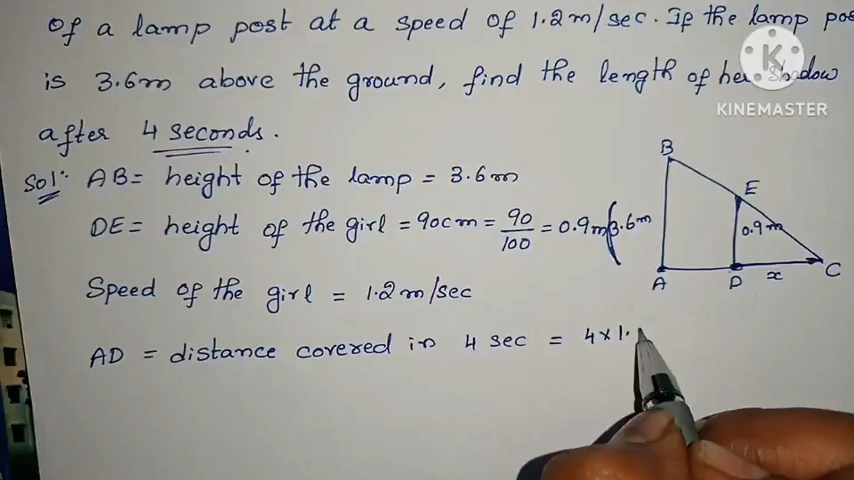 of a lamp post at a speed of 1.2m/sec. If the lamp pos
is 3.6m above the ground, find the length of her shadow
after 4 seconds.
Sol: AB = height of the lamp = 3.6m
DE = height of the girl = 90cm = 90/100 = 0.9m
Speed of the girl = 1.2m/sec
AD = distance covered in 4 sec = 4 × 1.
B
E
3.6m
0.9m
A
D
x
C
K
KINEMASTER